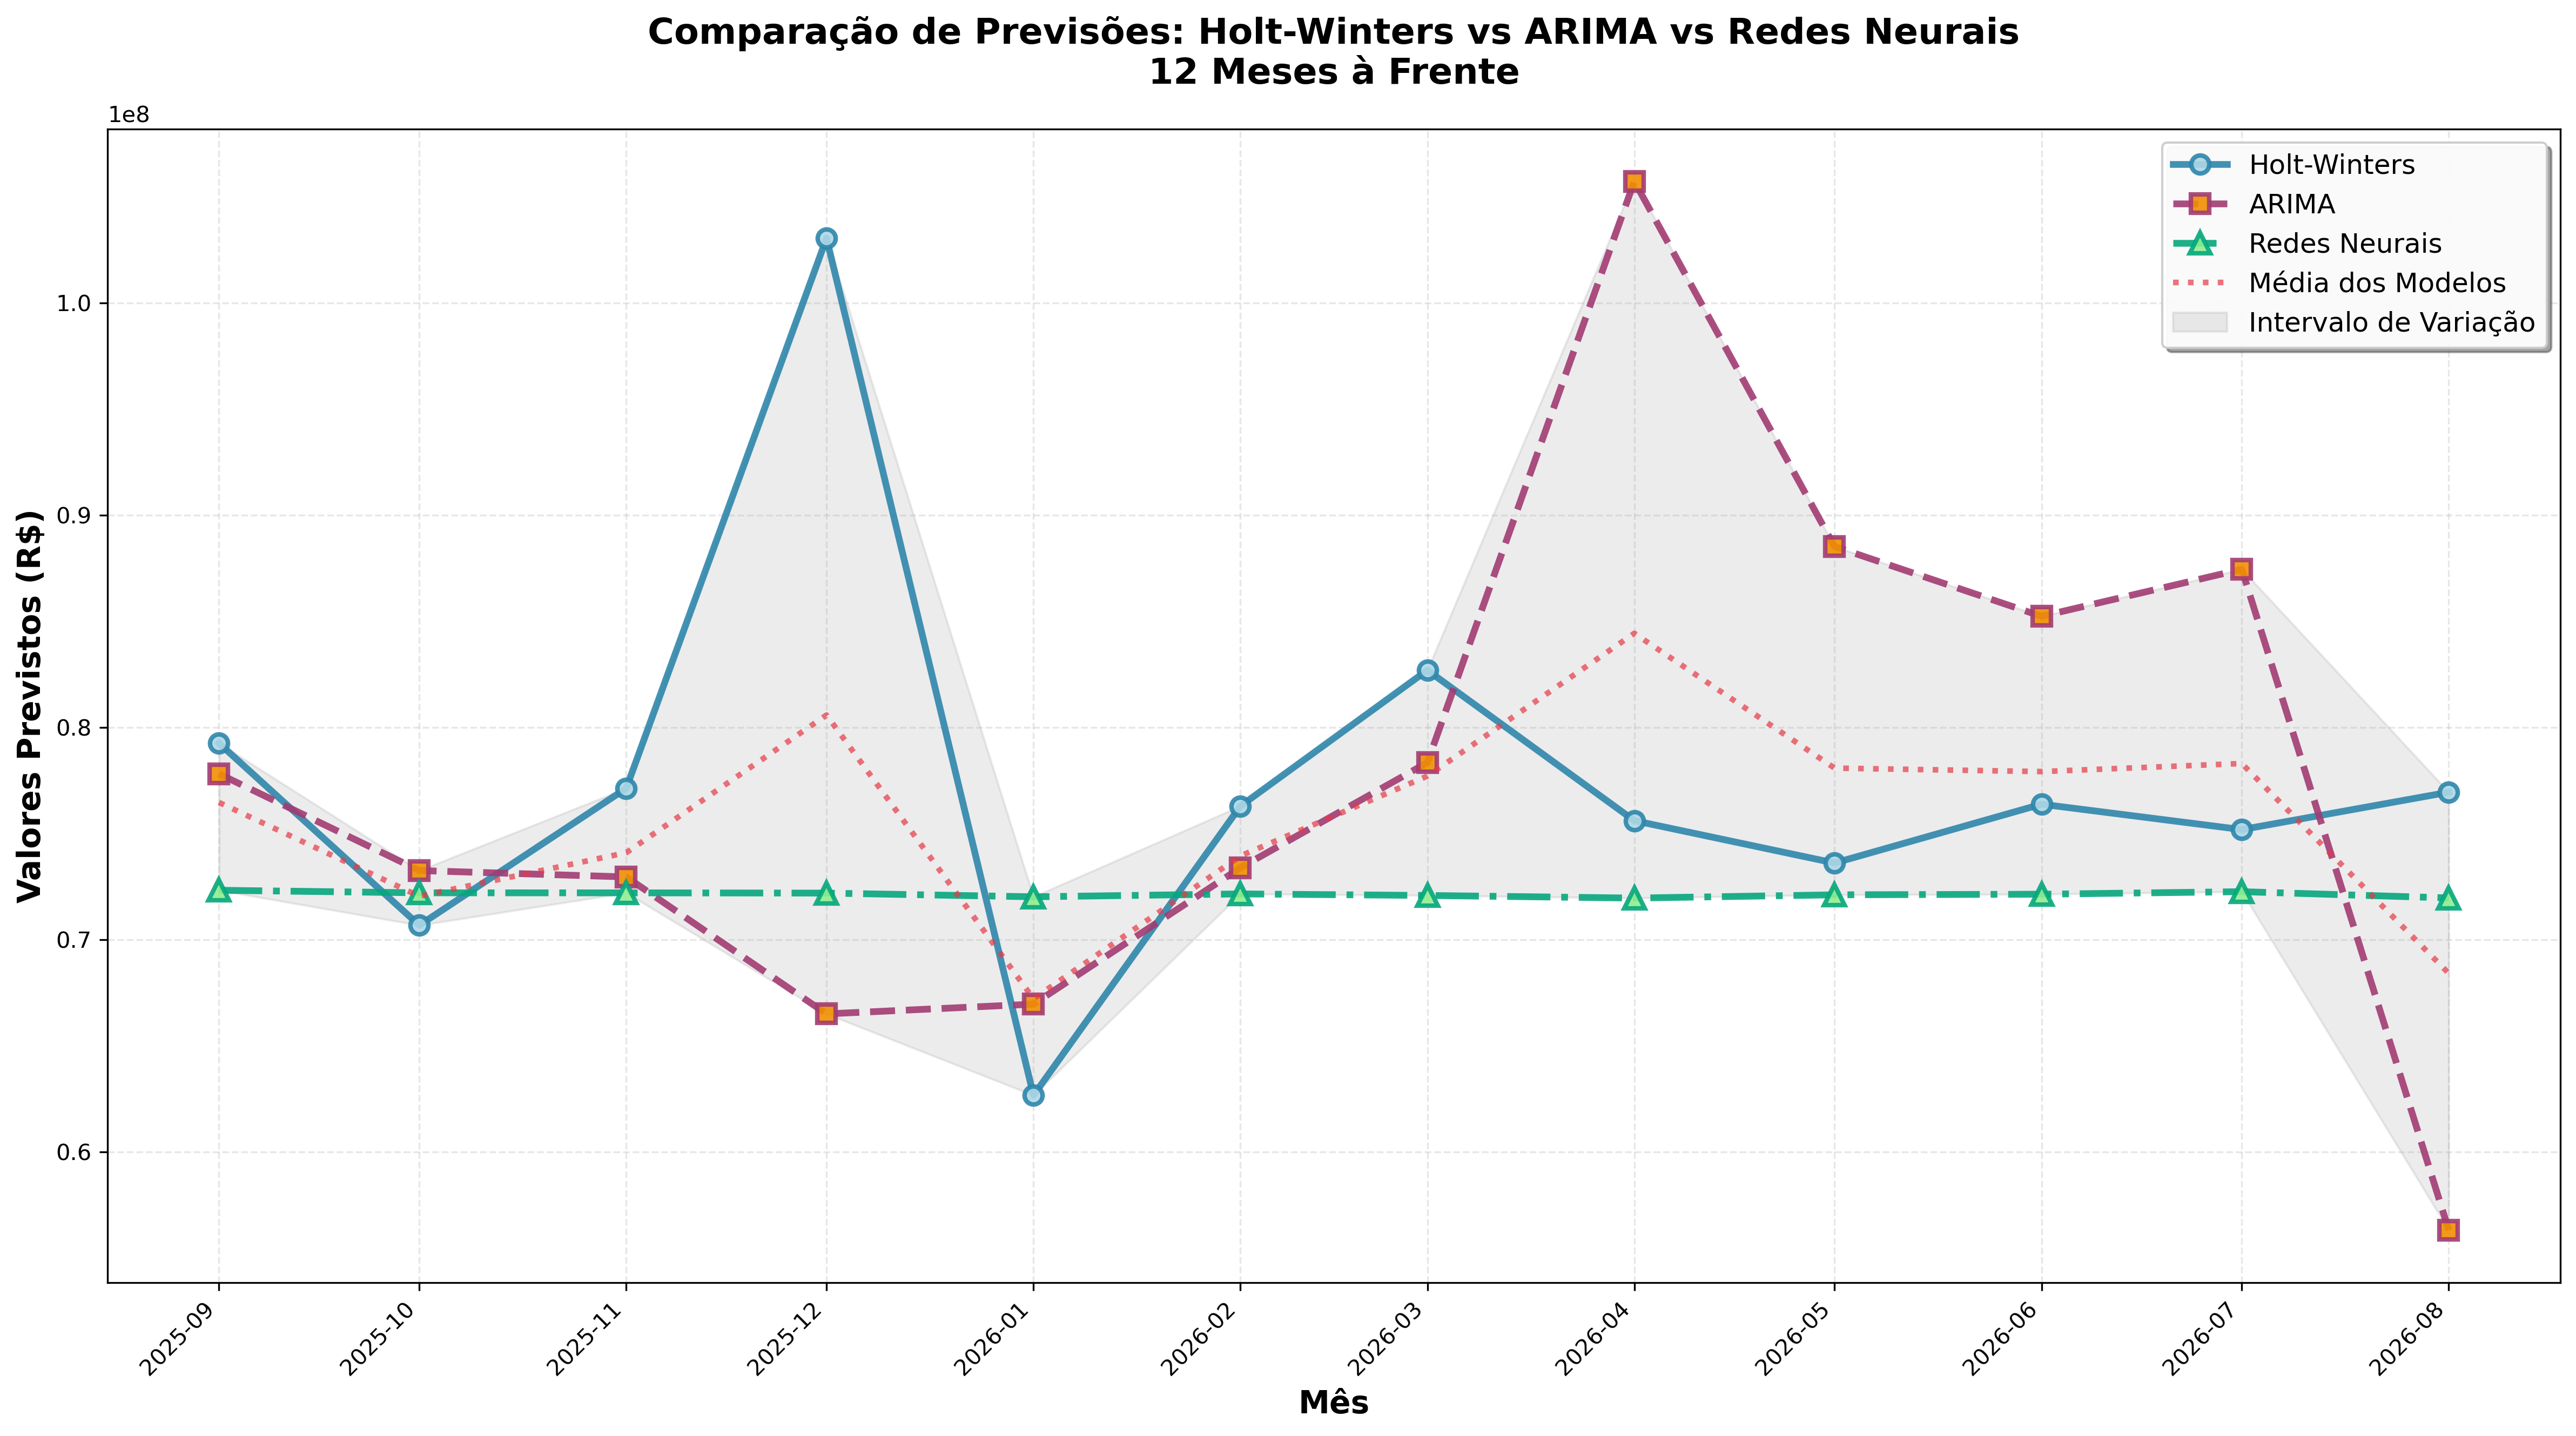 Comparação de Previsões: Holt-Winters vs ARIMA vs Redes Neurais
12 Meses à Frente
1e8
Holt-Winters
ARIMA
Redes Neurais
Média dos Modelos
Intervalo de Variação
Valores Previstos (R$)
1.0
0.9
0.8
0.7
0.6
2025-09
2025-10
2025-11
2025-12
2026-01
2026-02
2026-03
2026-04
2026-05
2026-06
2026-07
2026-08
Mês